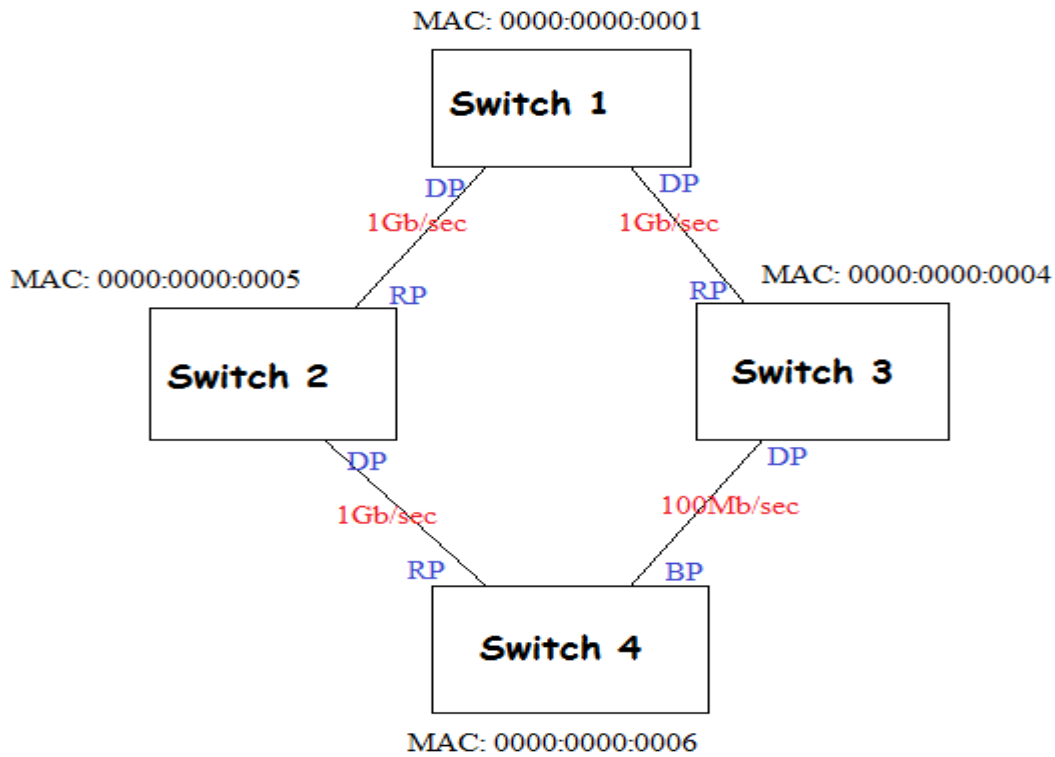 MAC: 0000:0000:0001
Switch 1
DP
DP
1Gb/sec
1Gb/sec
MAC: 0000:0000:0005
MAC: 0000:0000:0004
RP
RP
Switch 2
Switch 3
DP
DP
1Gb/sec
100Mb/sec
RP
BP
Switch 4
MAC: 0000:0000:0006